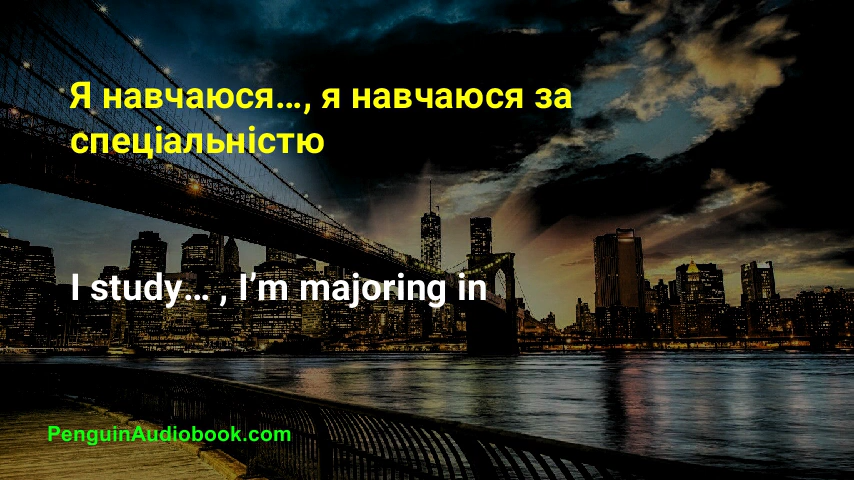 Я навчаюся..., я навчаюся за
спеціальністю
I study... , I’m majoring in
PenguinAudiobook.com